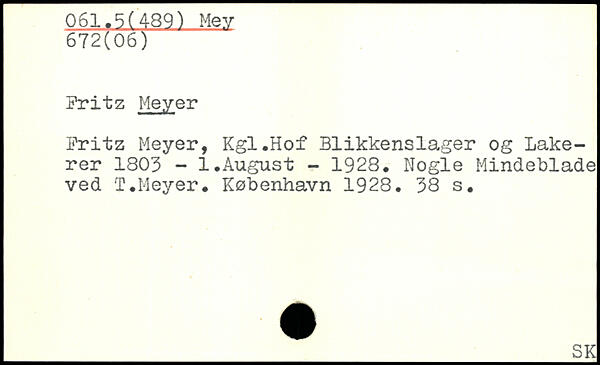 061.5(489) Mey
672(06)
Fritz Meyer
Fritz Meyer, Kgl.Hof Blikkenslager og Lake-
rer 1803 - 1.August - 1928. Nogle Mindeblade
ved T.Meyer. København 1928. 38 s.
SK